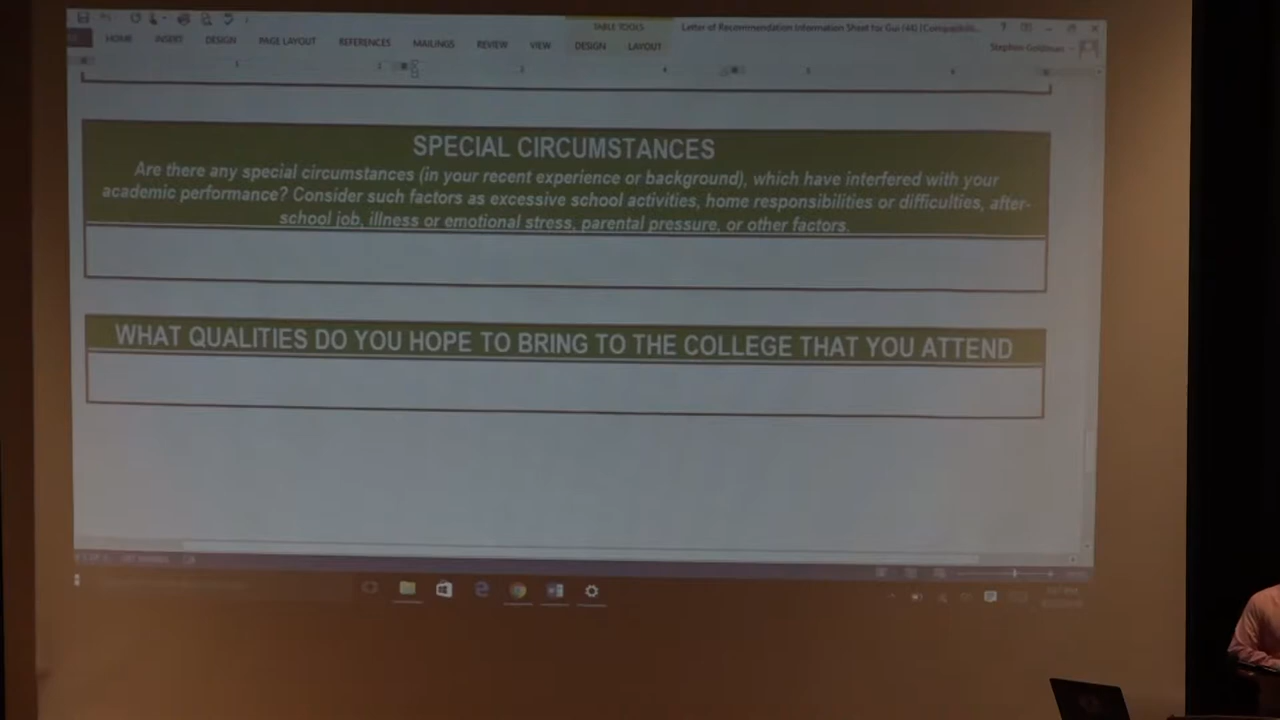 TABLE TOOLS
Letter of Recommendation Information Sheet for Gui (44) [Compatibili...
HOME INSERT DESIGN PAGE LAYOUT REFERENCES MAILINGS REVIEW VIEW DESIGN LAYOUT
Stephen Goldman
SPECIAL CIRCUMSTANCES
Are there any special circumstances (in your recent experience or background), which have interfered with your
academic performance? Consider such factors as excessive school activities, home responsibilities or difficulties, after-
school job, illness or emotional stress, parental pressure, or other factors.
WHAT QUALITIES DO YOU HOPE TO BRING TO THE COLLEGE THAT YOU ATTEND